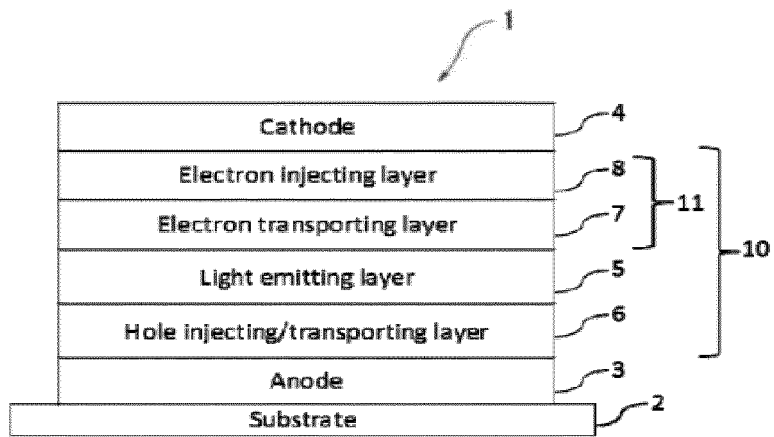 1
Cathode 4
Electron injecting layer 8
Electron transporting layer 7
11
Light emitting layer 5
10
Hole injecting/transporting layer 6
Anode 3
Substrate 2